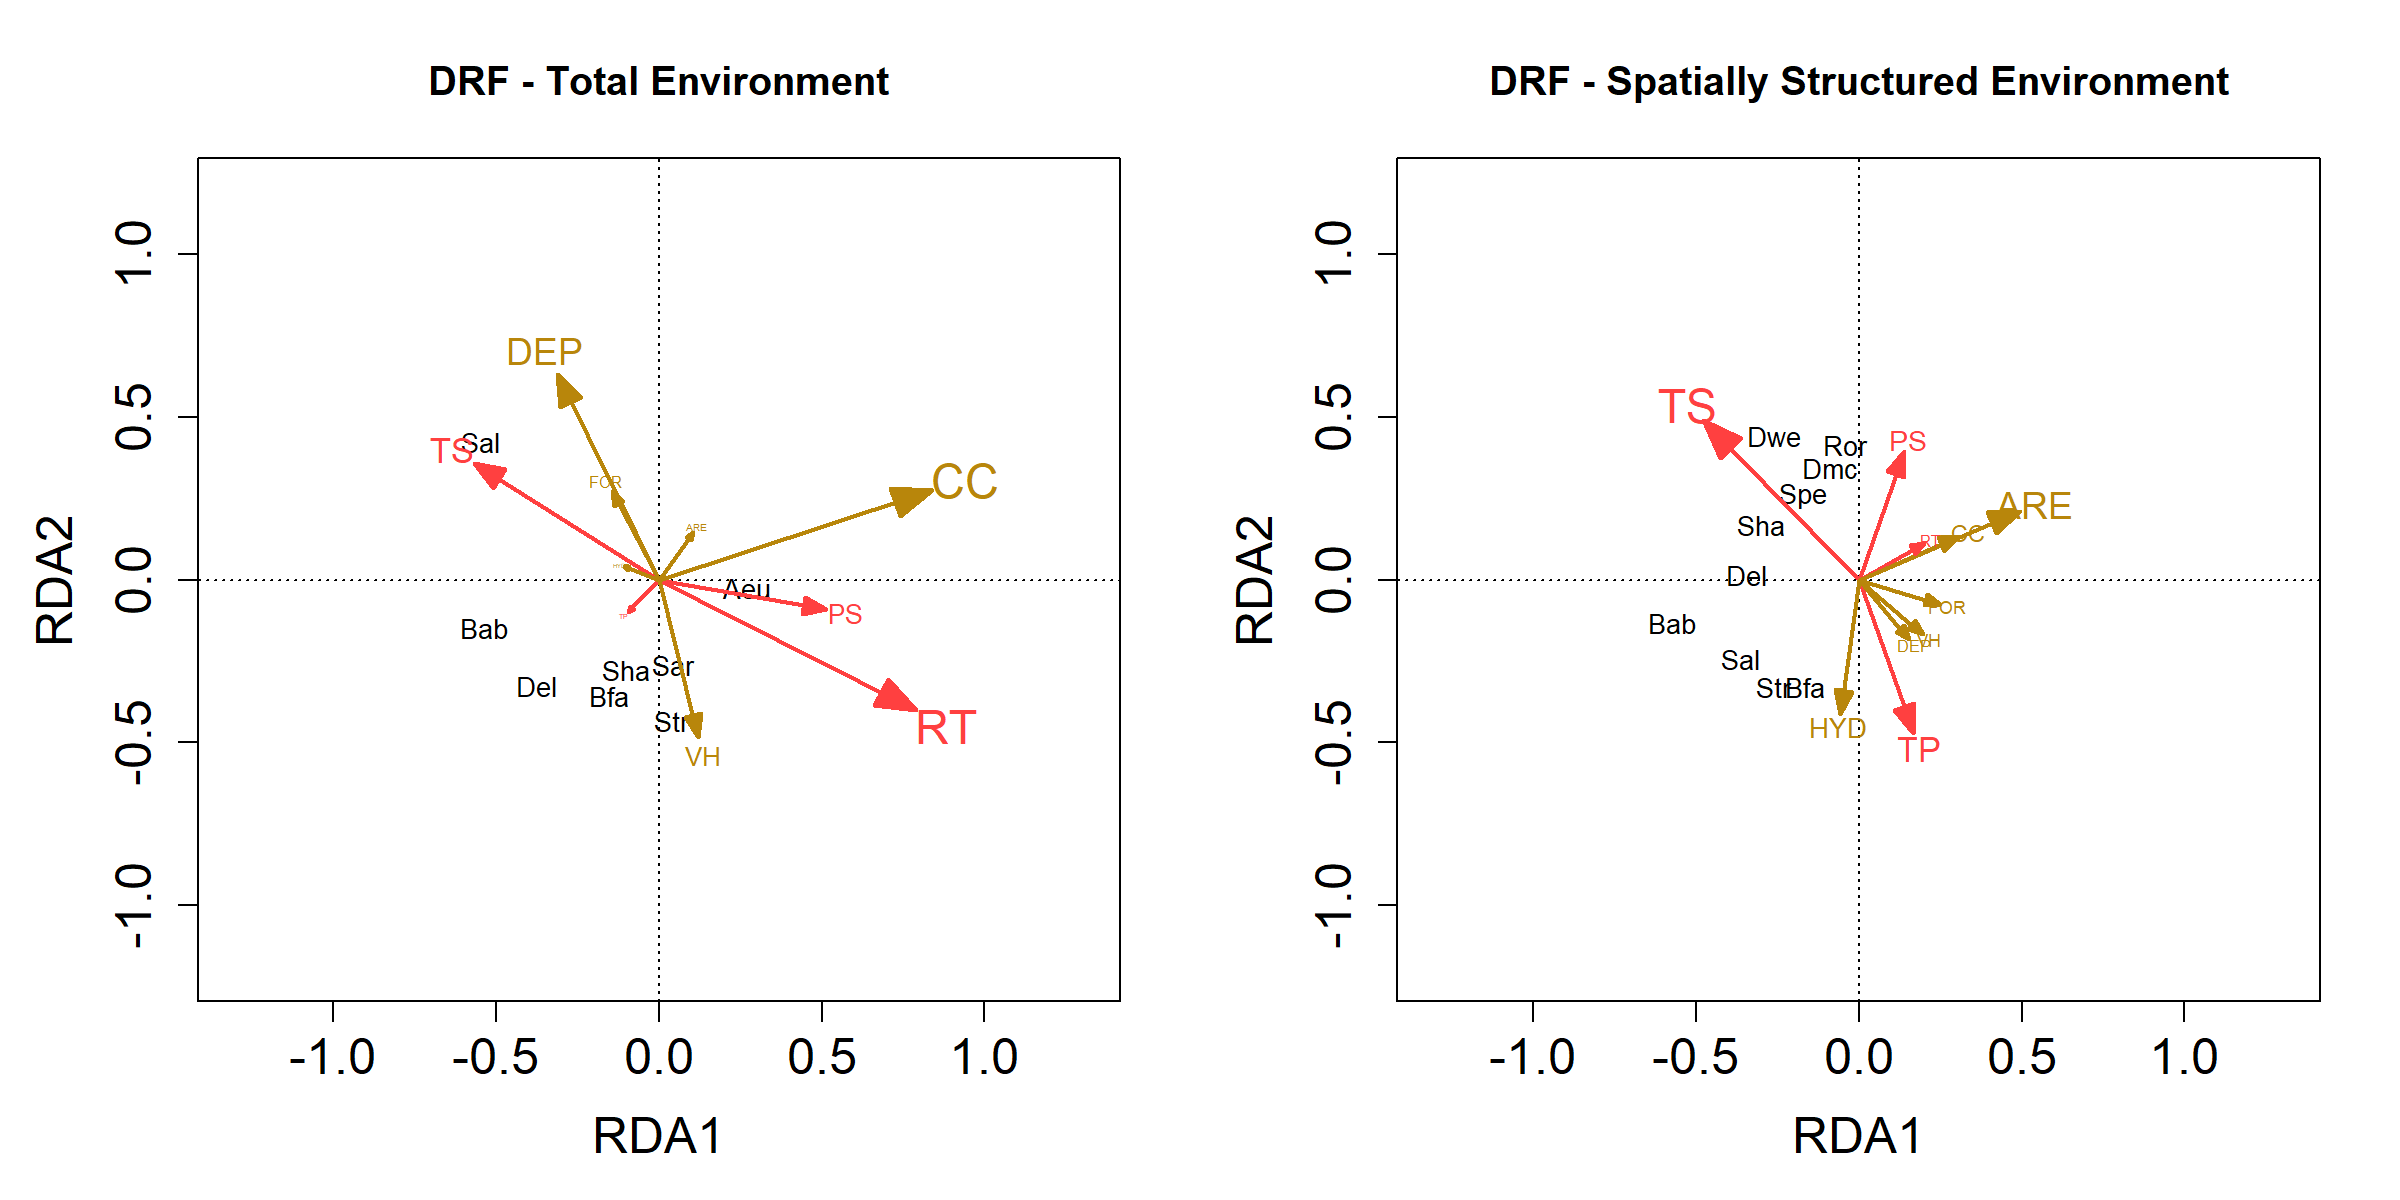 DRF - Total Environment
RDA2
1.0
0.5
0.0
-0.5
-1.0
DEP
Sal
TS
FOR
CC
ARE
Aeu
PS
TP
Bab
Sha
Sar
Del
Bfa
Str
RT
VH
-1.0 -0.5 0.0 0.5 1.0
RDA1
DRF - Spatially Structured Environment
RDA2
1.0
0.5
0.0
-0.5
-1.0
TS
Dwe
Ror
PS
Dmc
Spe
ARE
Sha
CC
RT
Del
FOR
Bab
VH
DEP
Sal
Str
Bfa
HYD
TP
-1.0 -0.5 0.0 0.5 1.0
RDA1